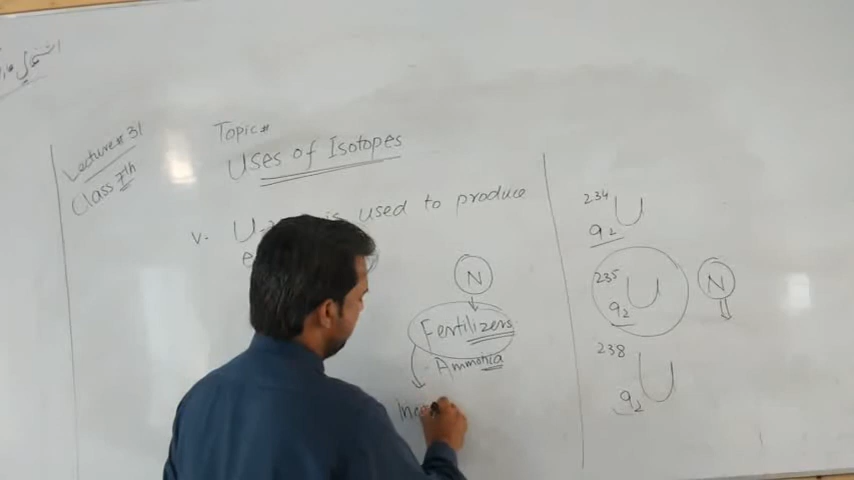 Lecture# 31
Class 7th
Topic#
Uses of Isotopes
v. U- is used to produce
N
Fertilizers
Ammonica
234
U
92
235
U
92
N
238
U
92